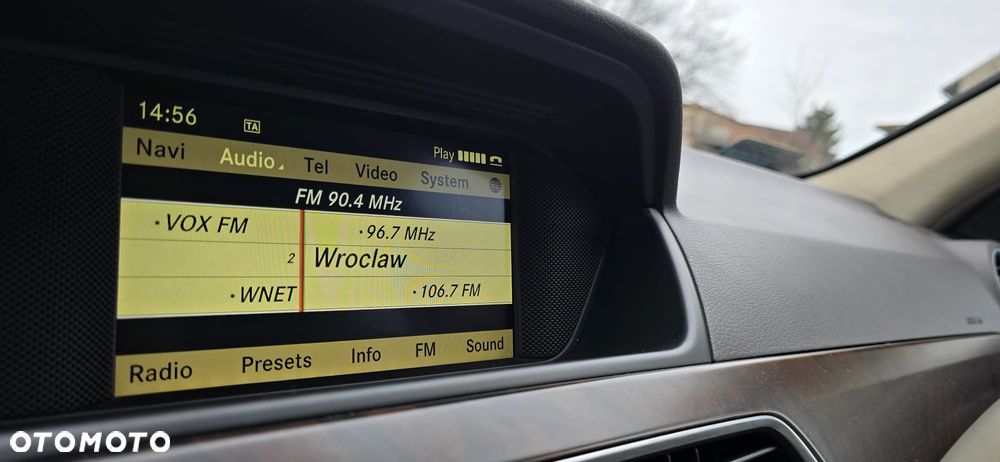 14:56 TA
Play
Navi Audio Tel Video System
FM 90.4 MHz
VOX FM 96.7 MHz
2 Wroclaw
WNET 106.7 FM
Radio Presets Info FM Sound
OTOMOTO